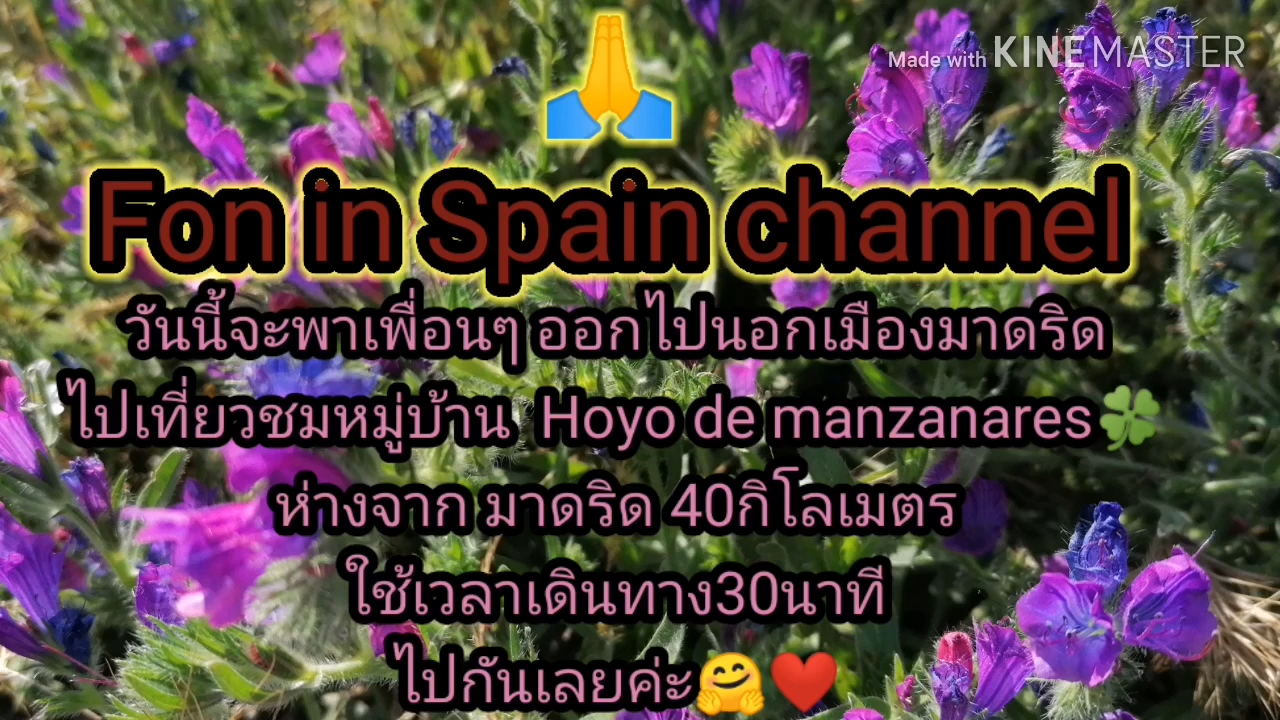 Made with KINEMASTER
🙏
Fon in Spain channel
วันนี้จะพาเพื่อนๆ ออกไปนอกเมืองมาดริด
ไปเที่ยวชมหมู่บ้าน Hoyo de manzanares🍀
ห่างจาก มาดริด 40กิโลเมตร
ใช้เวลาเดินทาง30นาที
ไปกันเลยค่ะ🤗❤️